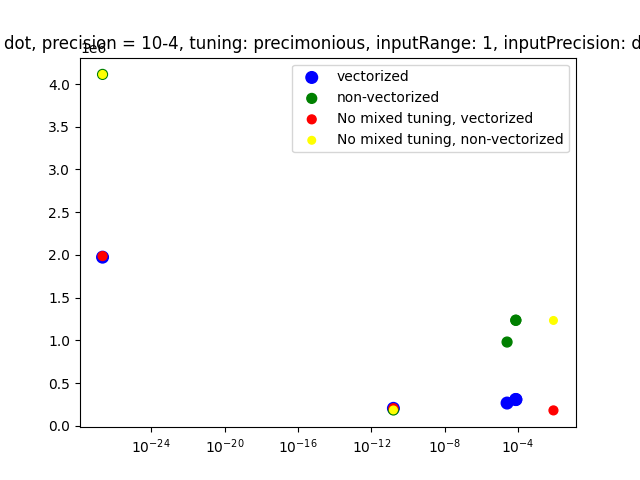 dot, precision = 10-4, tuning: precimonious, inputRange: 1, inputPrecision: d
1e6
vectorized
non-vectorized
No mixed tuning, vectorized
No mixed tuning, non-vectorized
4.0
3.5
3.0
2.5
2.0
1.5
1.0
0.5
0.0
10⁻²⁴ 10⁻²⁰ 10⁻¹⁶ 10⁻¹² 10⁻⁸ 10⁻⁴